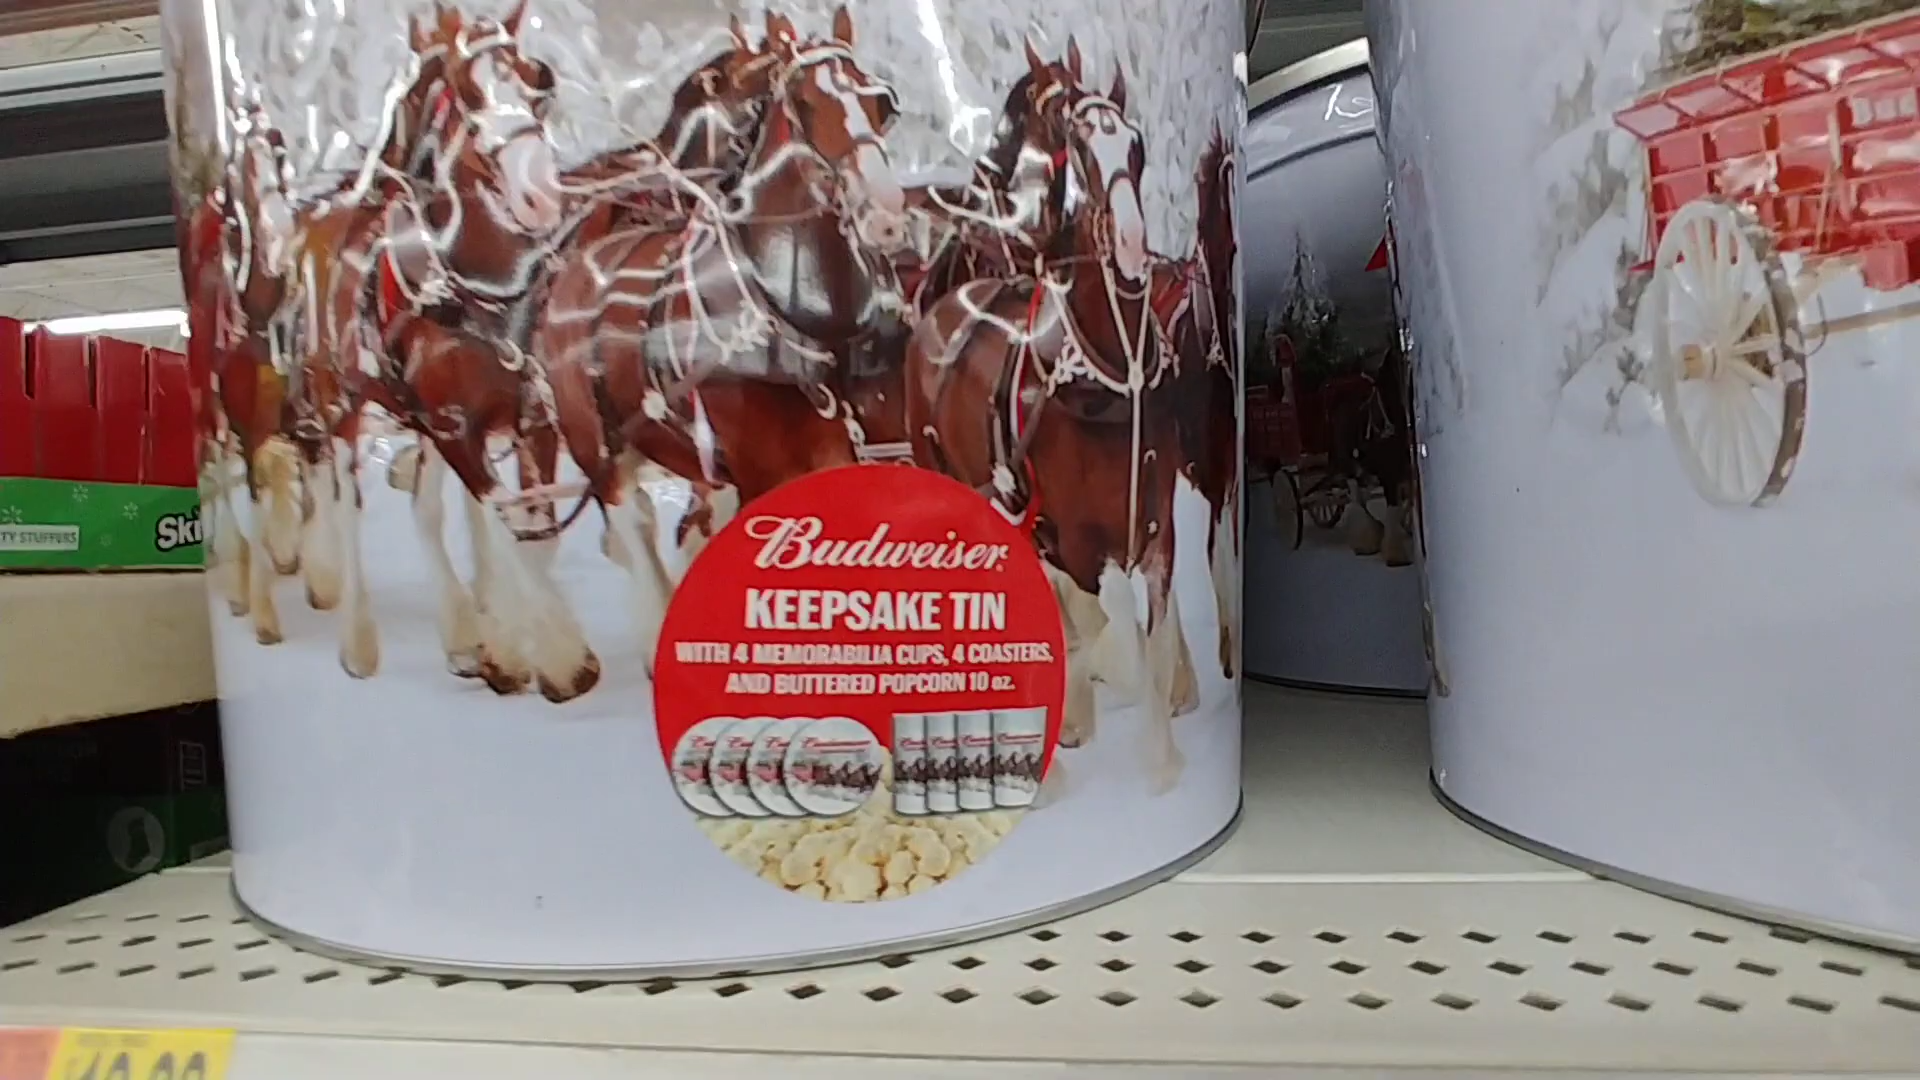 Budweiser
KEEPSAKE TIN
WITH 4 MEMORABILIA CUPS, 4 COASTERS,
AND BUTTERED POPCORN 10 oz.
TY STUFFERS
Ski